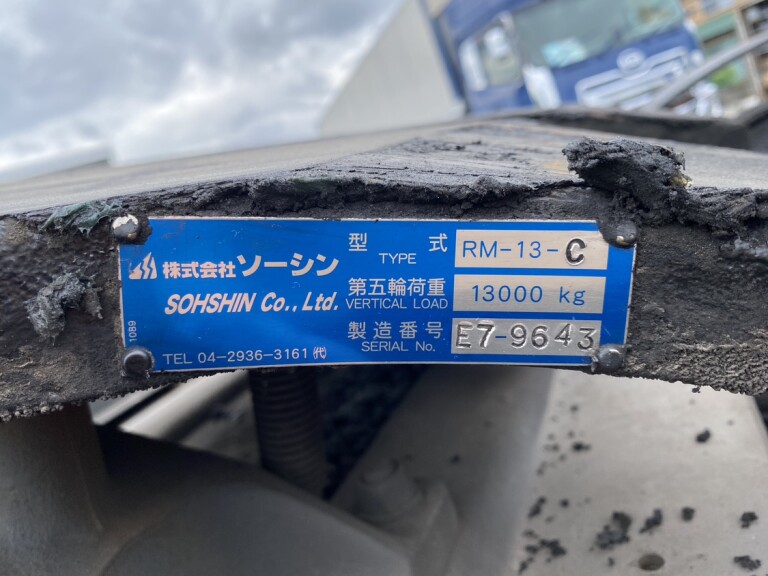 株式会社 ソーシン
SOHSHIN Co., Ltd.
TEL 04-2936-3161 (代)
1089
型 式
TYPE
RM-13-C
第五輪荷重
VERTICAL LOAD
13000 kg
製造番号
SERIAL No.
E7-9643